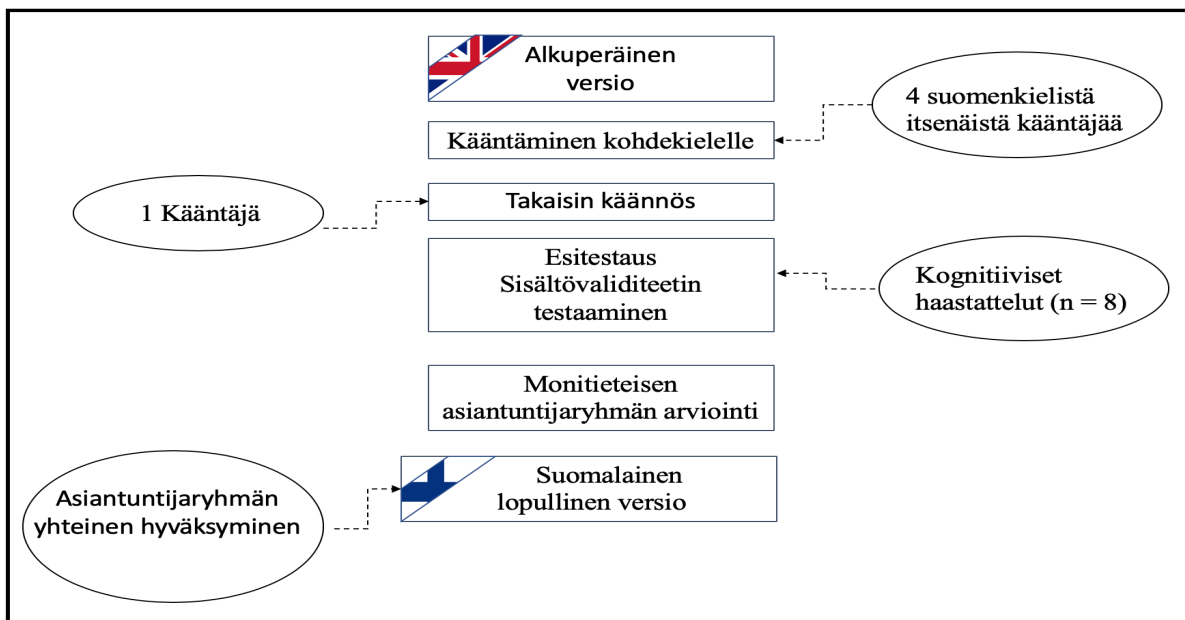 Alkuperäinen
versio
4 suomenkielistä
itsenäistä kääntäjää
Kääntäminen kohdekielelle
1 Kääntäjä
Takaisin käännös
Esitestaus
Sisältövaliditeetin
testaaminen
Kognitiiviset
haastattelut (n = 8)
Monitieteisen
asiantuntijaryhmän arviointi
Asiantuntijaryhmän
yhteinen hyväksyminen
Suomalainen
lopullinen versio